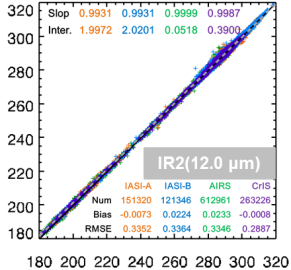 320
Slop 0.9931 0.9931 0.9999 0.9987
Inter. 1.9972 2.0201 0.0518 0.3900
300
280
260
240
IR2(12.0 μm)
220
IASI-A IASI-B AIRS CrIS
Num 151320 121346 612961 263226
200
Bias -0.0073 0.0224 0.0233 -0.0008
RMSE 0.3352 0.3364 0.3346 0.2887
180
180 200 220 240 260 280 300 320